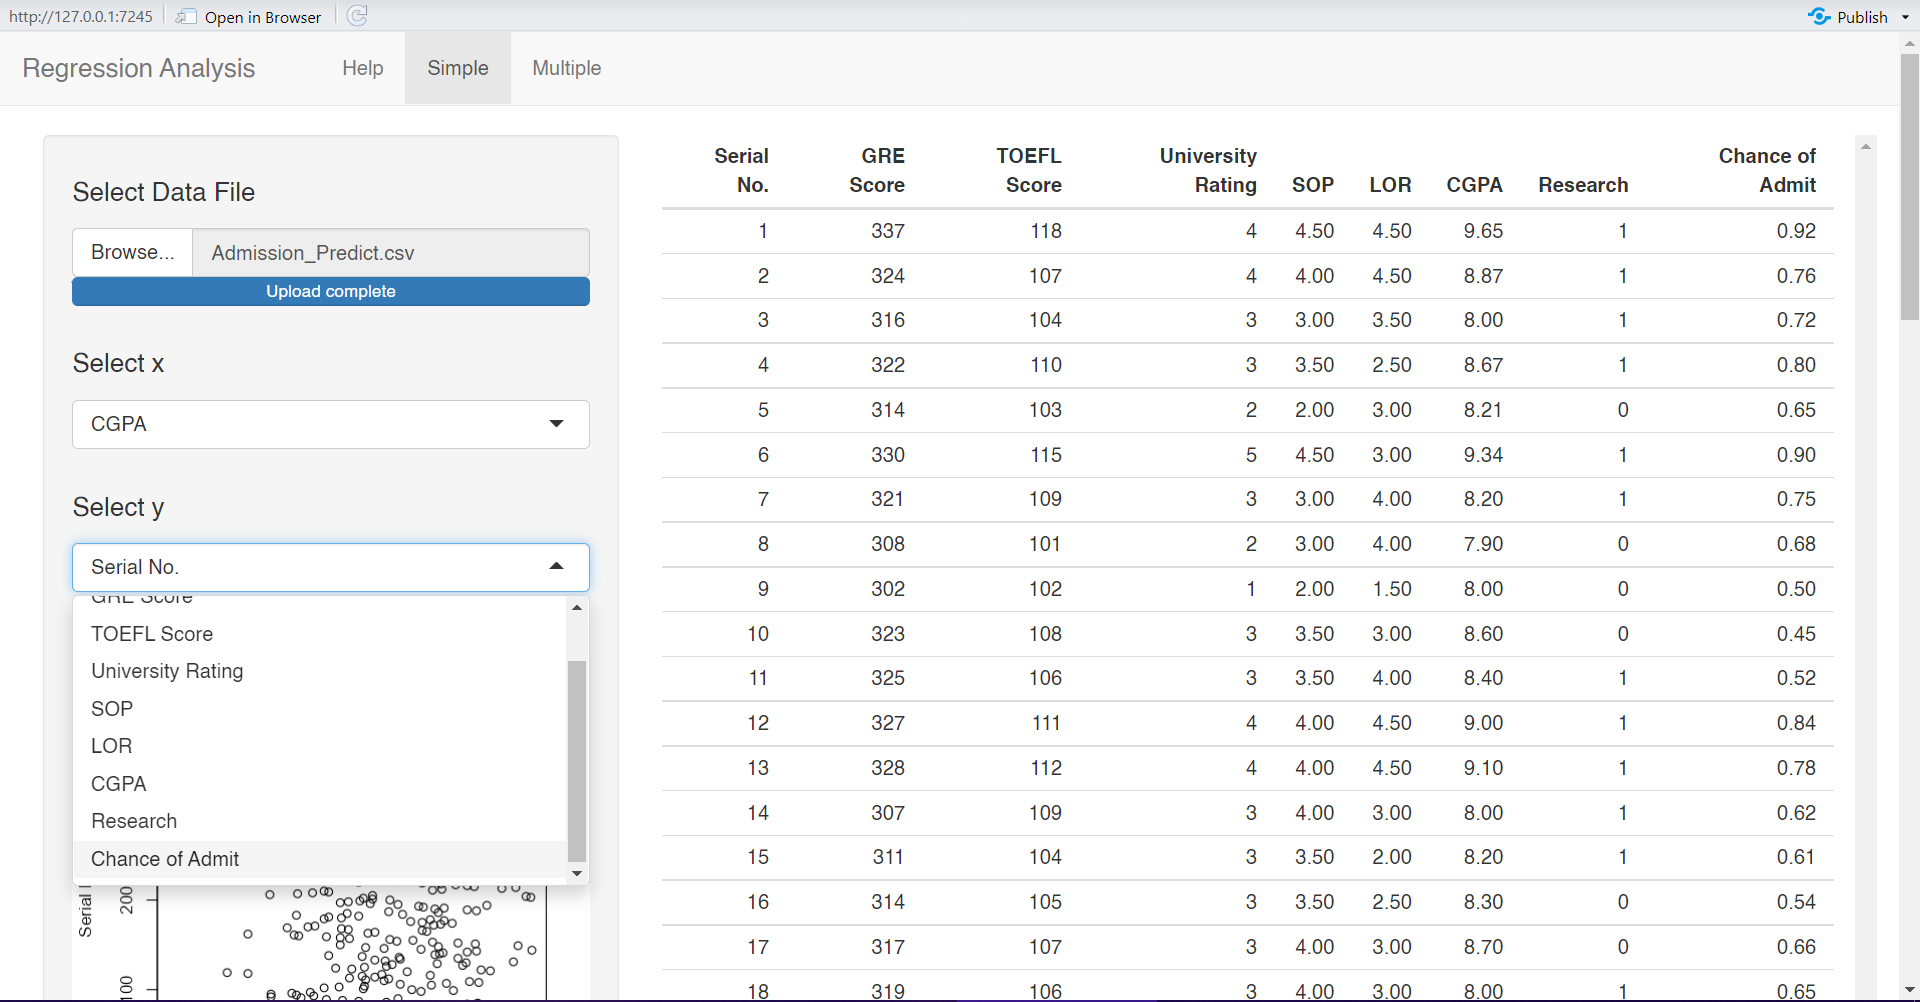 http://127.0.0.1:7245 Open in Browser Publish
Regression Analysis Help Simple Multiple
Select Data File
Browse... Admission_Predict.csv
Upload complete
Select x
CGPA
Select y
Serial No.
GRE Score
TOEFL Score
University Rating
SOP
LOR
CGPA
Research
Chance of Admit
Serial
200
100
Serial No. GRE Score TOEFL Score University Rating SOP LOR CGPA Research Chance of Admit
1 337 118 4 4.50 4.50 9.65 1 0.92
2 324 107 4 4.00 4.50 8.87 1 0.76
3 316 104 3 3.00 3.50 8.00 1 0.72
4 322 110 3 3.50 2.50 8.67 1 0.80
5 314 103 2 2.00 3.00 8.21 0 0.65
6 330 115 5 4.50 3.00 9.34 1 0.90
7 321 109 3 3.00 4.00 8.20 1 0.75
8 308 101 2 3.00 4.00 7.90 0 0.68
9 302 102 1 2.00 1.50 8.00 0 0.50
10 323 108 3 3.50 3.00 8.60 0 0.45
11 325 106 3 3.50 4.00 8.40 1 0.52
12 327 111 4 4.00 4.50 9.00 1 0.84
13 328 112 4 4.00 4.50 9.10 1 0.78
14 307 109 3 4.00 3.00 8.00 1 0.62
15 311 104 3 3.50 2.00 8.20 1 0.61
16 314 105 3 3.50 2.50 8.30 0 0.54
17 317 107 3 4.00 3.00 8.70 0 0.66
18 319 106 3 4.00 3.00 8.00 1 0.65